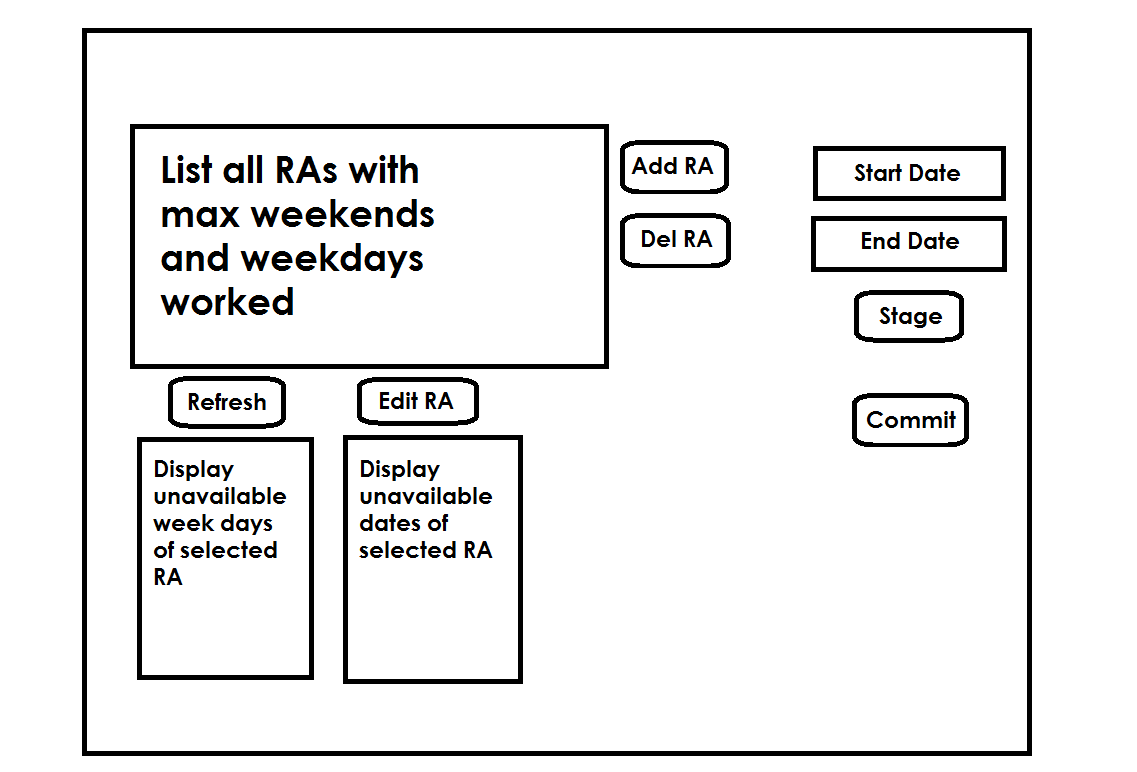 List all RAs with
max weekends
and weekdays
worked
Add RA
Del RA
Start Date
End Date
Stage
Commit
Refresh
Edit RA
Display
unavailable
week days
of selected
RA
Display
unavailable
dates of
selected RA